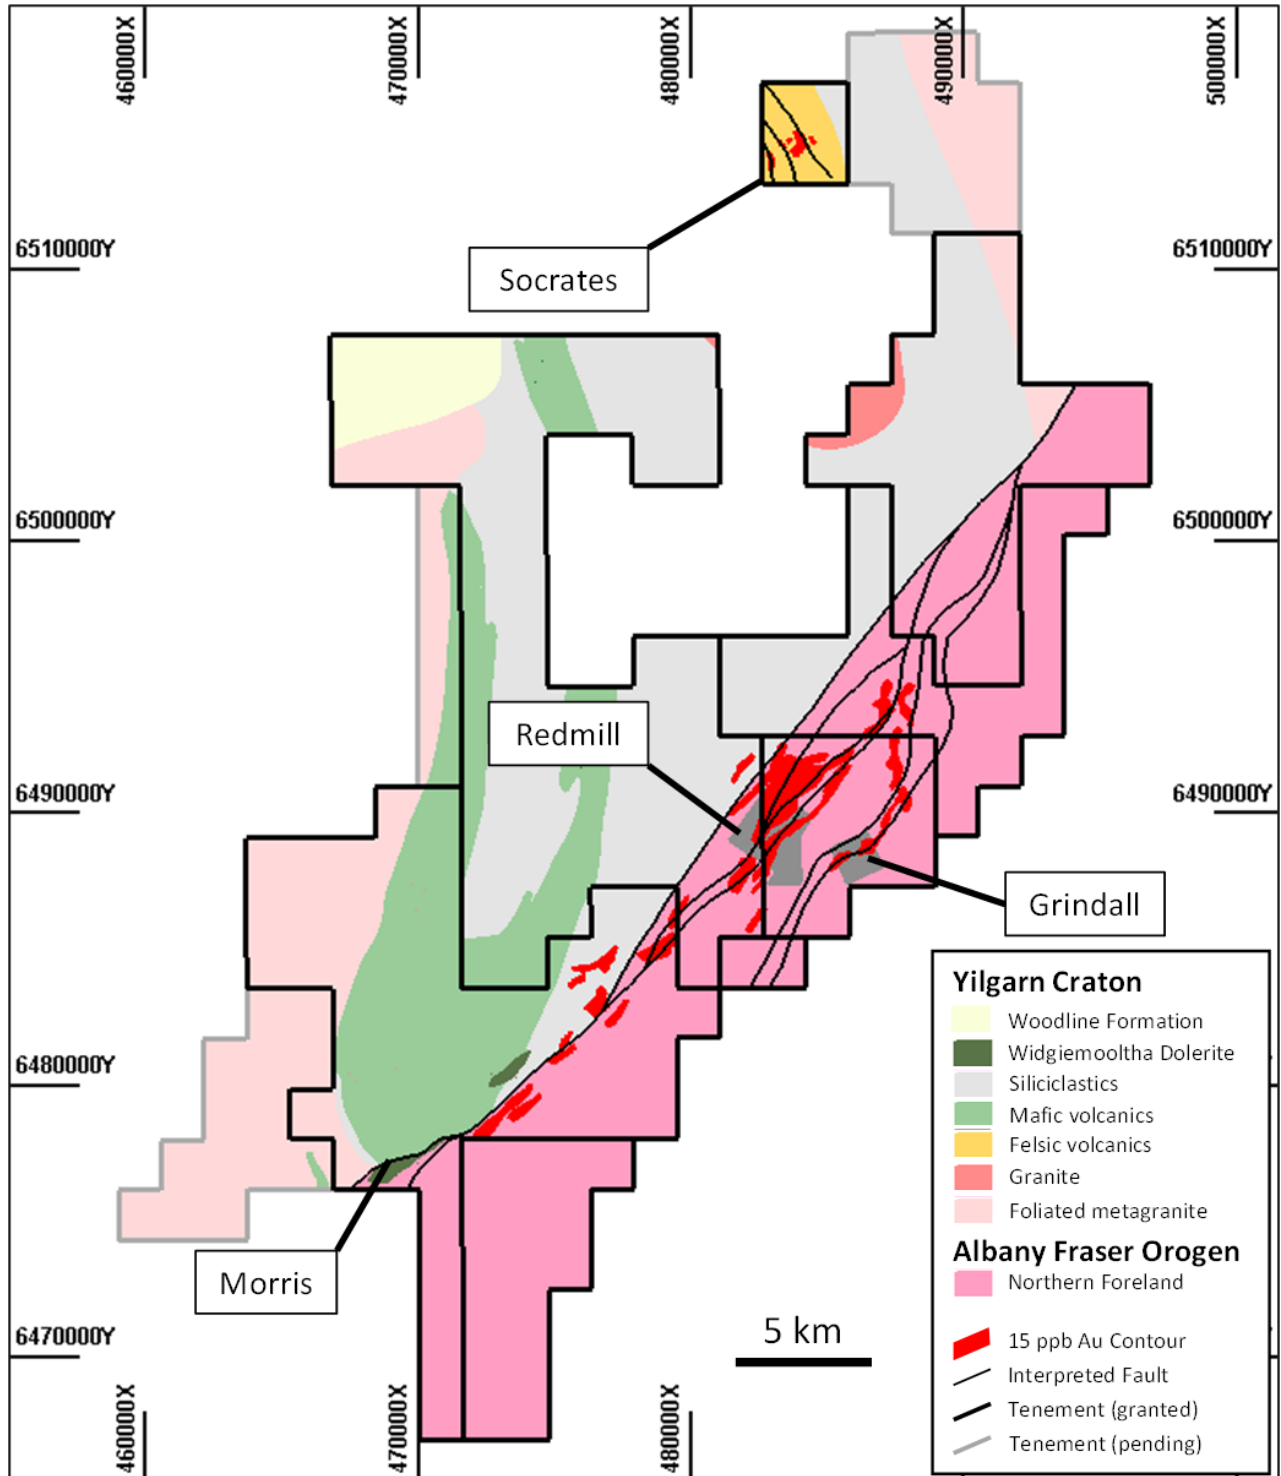 460000X
470000X
480000X
490000X
500000X
6510000Y
6510000Y
Socrates
6500000Y
6500000Y
Redmill
6490000Y
6490000Y
Grindall
Yilgarn Craton
Woodline Formation
Widgiemooltha Dolerite
Siliciclastics
Mafic volcanics
Felsic volcanics
Granite
Foliated metagranite
Albany Fraser Orogen
Northern Foreland
15 ppb Au Contour
Interpreted Fault
Tenement (granted)
Tenement (pending)
6480000Y
Morris
5 km
6470000Y
460000X
470000X
480000X